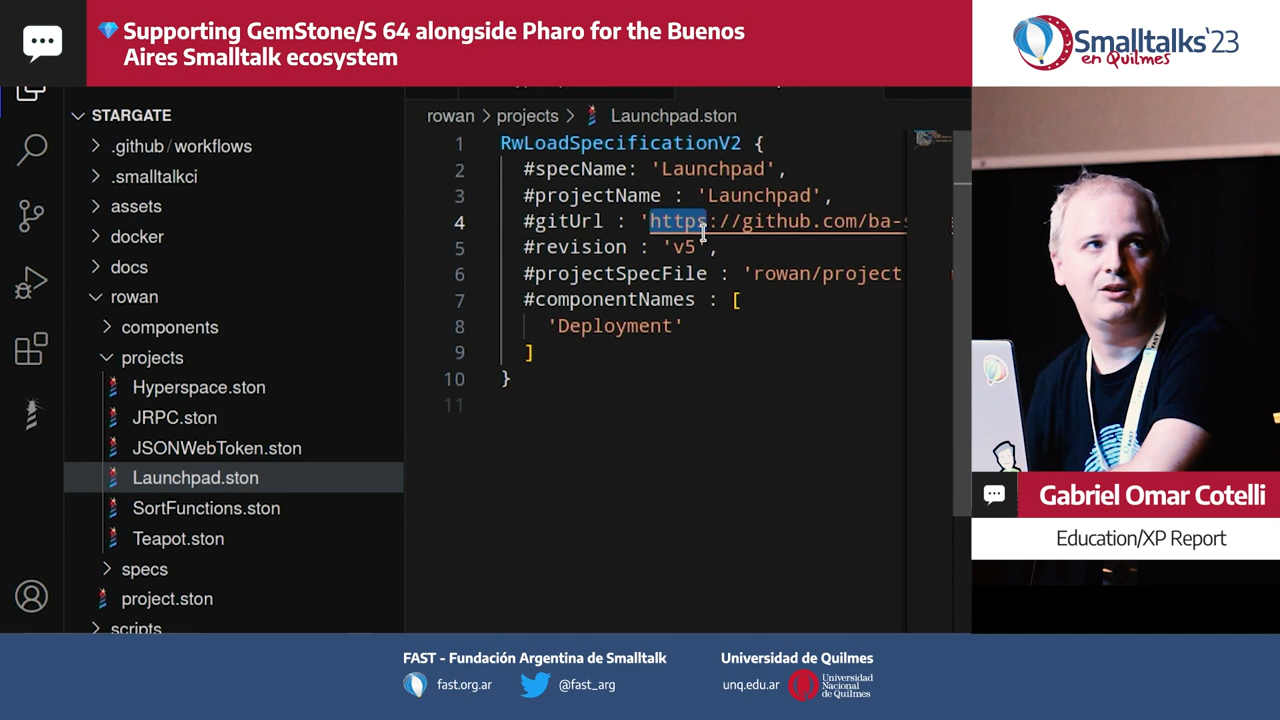 Supporting GemStone/S 64 alongside Pharo for the Buenos
Aires Smalltalk ecosystem
Smalltalks'23
en Quilmes
STARGATE
.github / workflows
.smalltalkci
assets
docker
docs
rowan
components
projects
Hyperspace.ston
JRPC.ston
JSONWebToken.ston
Launchpad.ston
SortFunctions.ston
Teapot.ston
specs
project.ston
scripts
rowan > projects > Launchpad.ston
1 RwLoadSpecificationV2 {
2 #specName: 'Launchpad',
3 #projectName : 'Launchpad',
4 #gitUrl : 'https://github.com/ba-
5 #revision : 'v5',
6 #projectSpecFile : 'rowan/project
7 #componentNames : [
8 'Deployment'
9 ]
10 }
11
FAST
Gabriel Omar Cotelli
Education/XP Report
FAST - Fundación Argentina de Smalltalk
fast.org.ar @fast_arg
Universidad de Quilmes
unq.edu.ar
Universidad
Nacional
de Quilmes